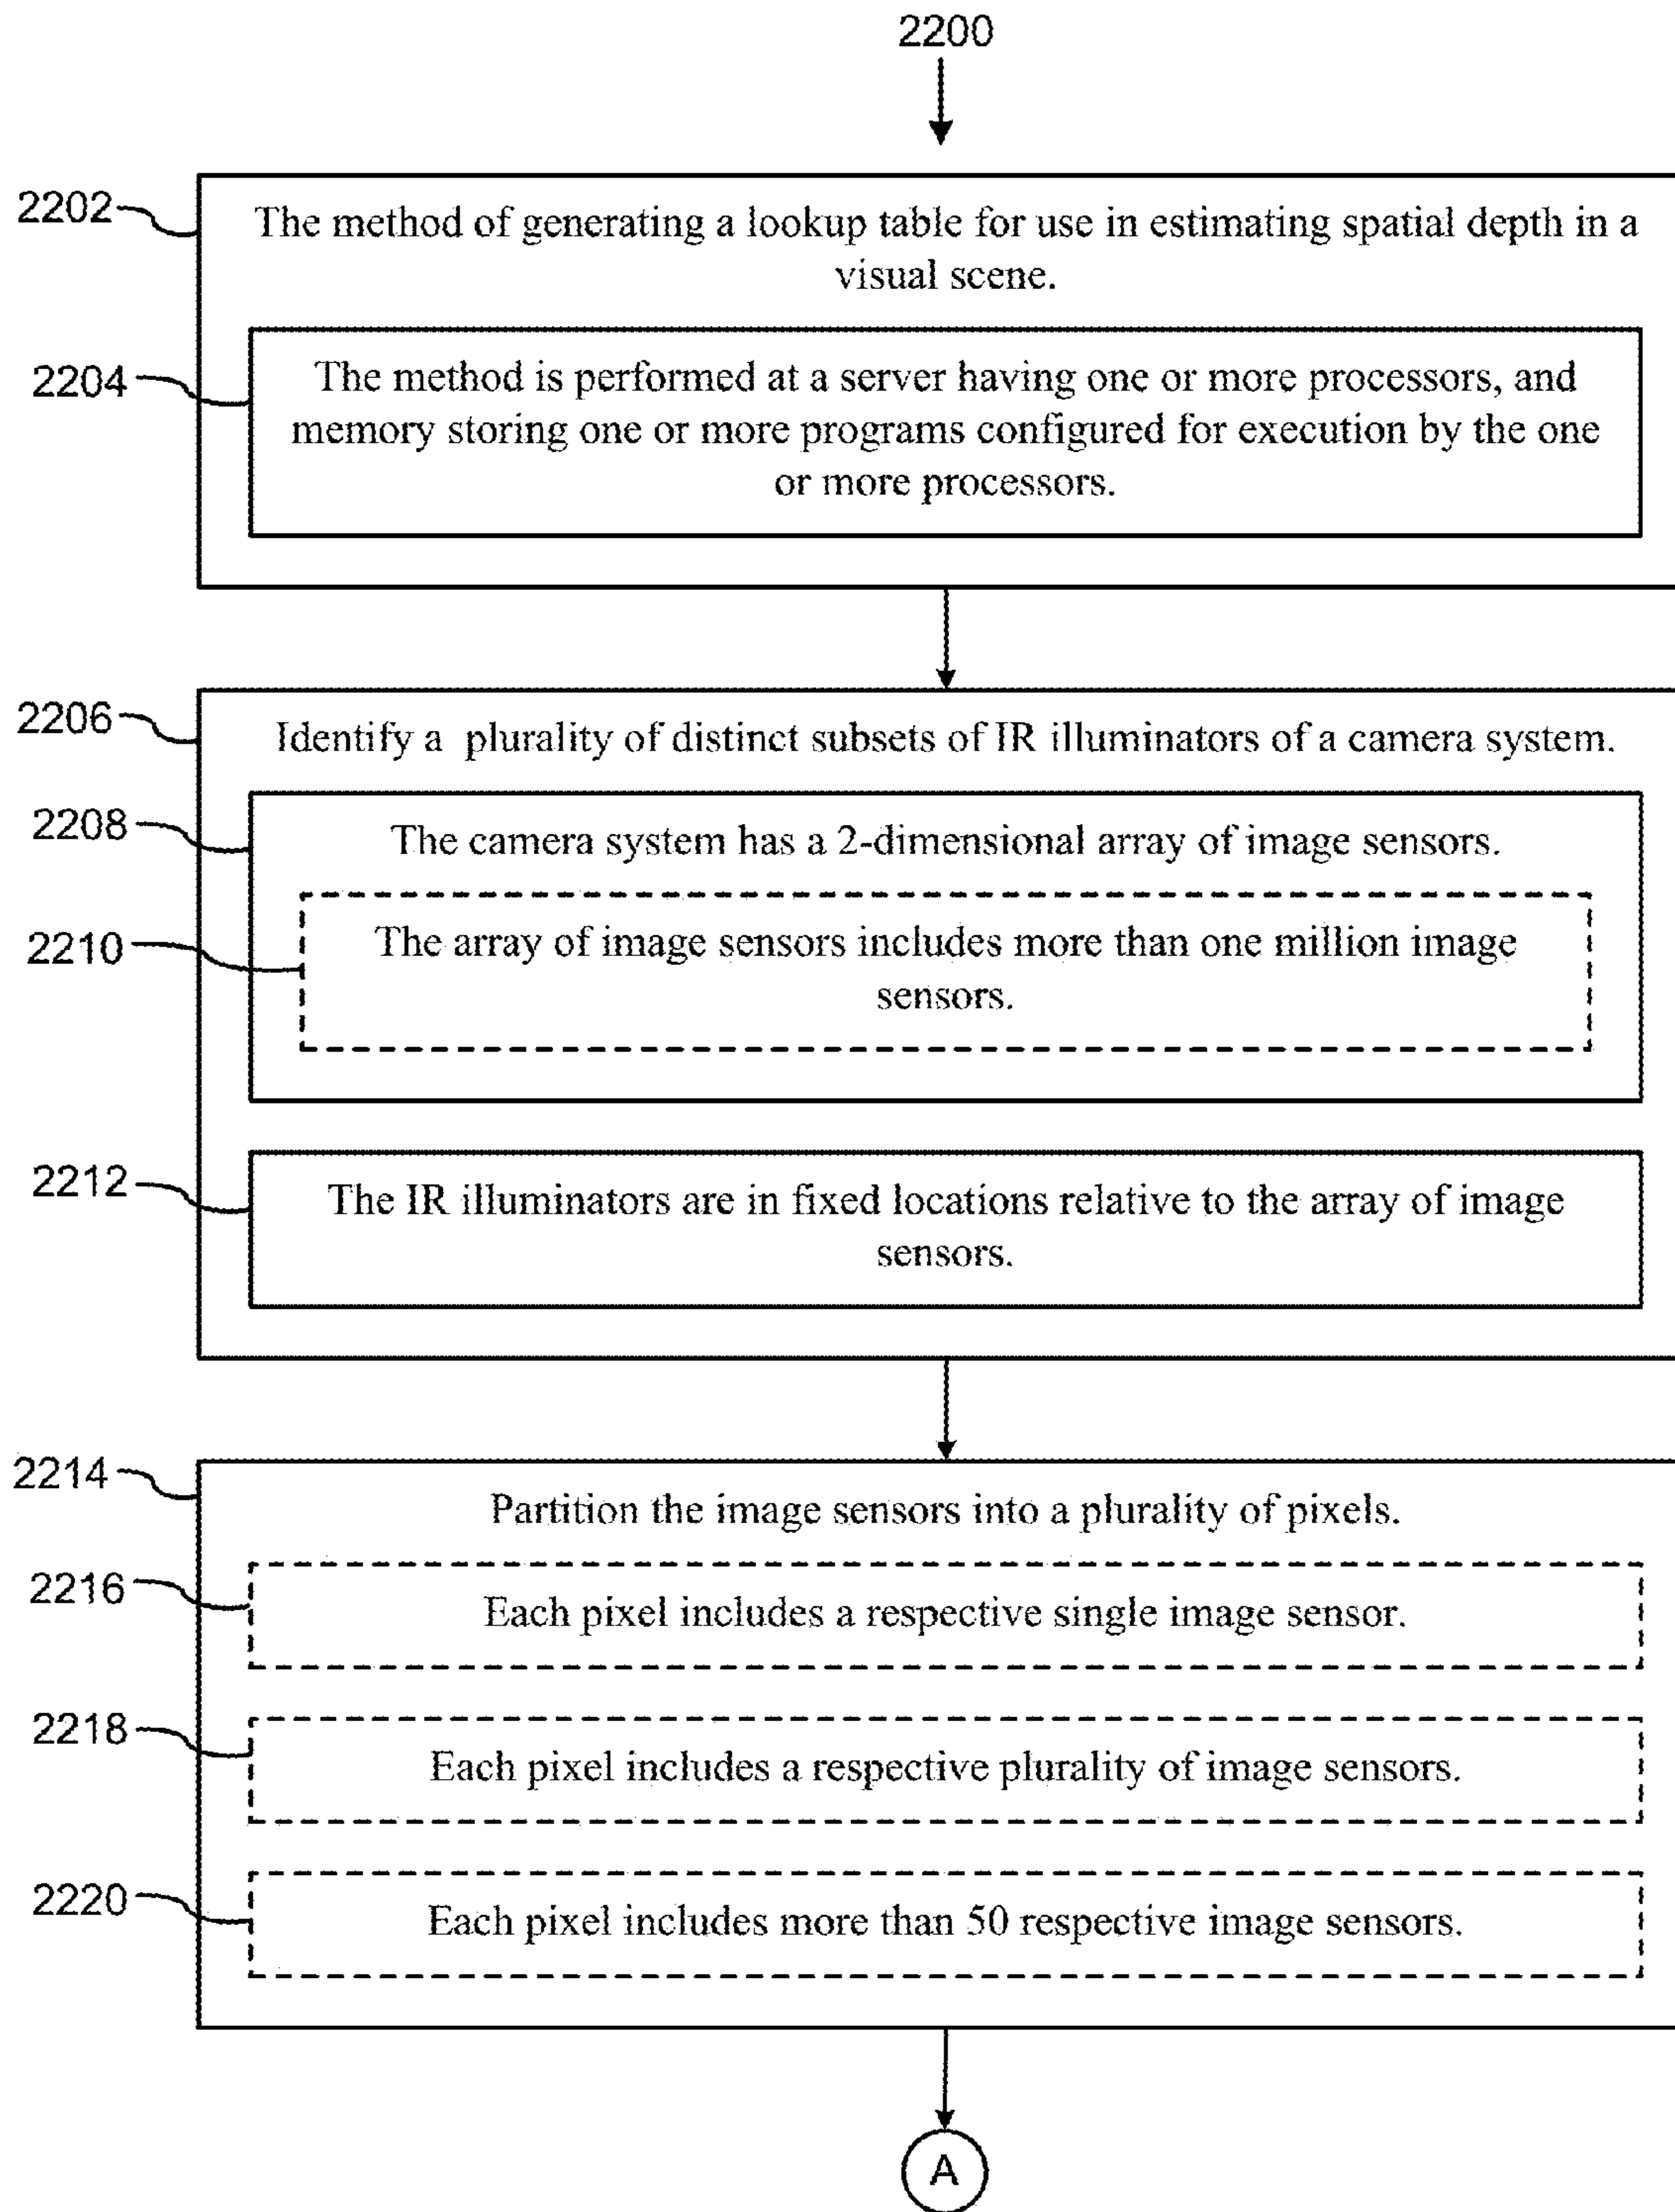 2200
2202
The method of generating a lookup table for use in estimating spatial depth in a
visual scene.
2204
The method is performed at a server having one or more processors, and
memory storing one or more programs configured for execution by the one
or more processors.
2206
Identify a plurality of distinct subsets of IR illuminators of a camera system.
2208
The camera system has a 2-dimensional array of image sensors.
2210
The array of image sensors includes more than one million image
sensors.
2212
The IR illuminators are in fixed locations relative to the array of image
sensors.
2214
Partition the image sensors into a plurality of pixels.
2216
Each pixel includes a respective single image sensor.
2218
Each pixel includes a respective plurality of image sensors.
2220
Each pixel includes more than 50 respective image sensors.
A